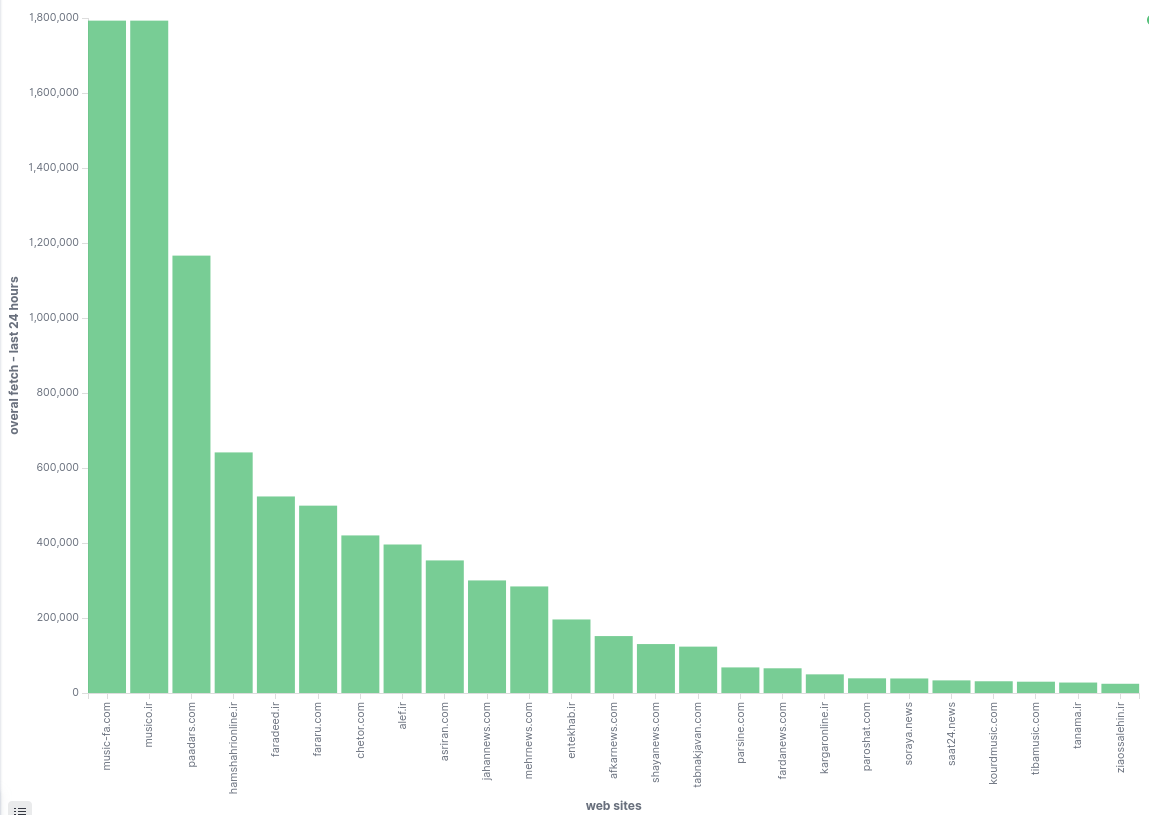 overal fetch - last 24 hours
1,800,000
1,600,000
1,400,000
1,200,000
1,000,000
800,000
600,000
400,000
200,000
0
music-fa.com
musico.ir
paadars.com
hamshahrionline.ir
faradeed.ir
fararu.com
chetor.com
alef.ir
asriran.com
jahannews.com
mehrnews.com
entekhab.ir
afkarnews.com
shayanews.com
tabnakjavan.com
parsine.com
fardanews.com
kargaronline.ir
paroshat.com
soraya.news
saat24.news
kourdmusic.com
tibamusic.com
tanama.ir
ziaossalehin.ir
web sites